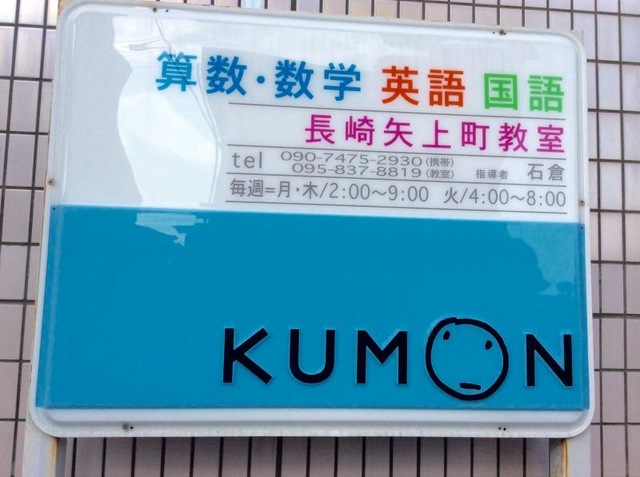 算数・数学 英語 国語
長崎矢上町教室
tel 090-7475-2930(携帯)
095-837-8819(教室) 指導者 石倉
毎週=月・木/2:00〜9:00 火/4:00〜8:00
KUMON